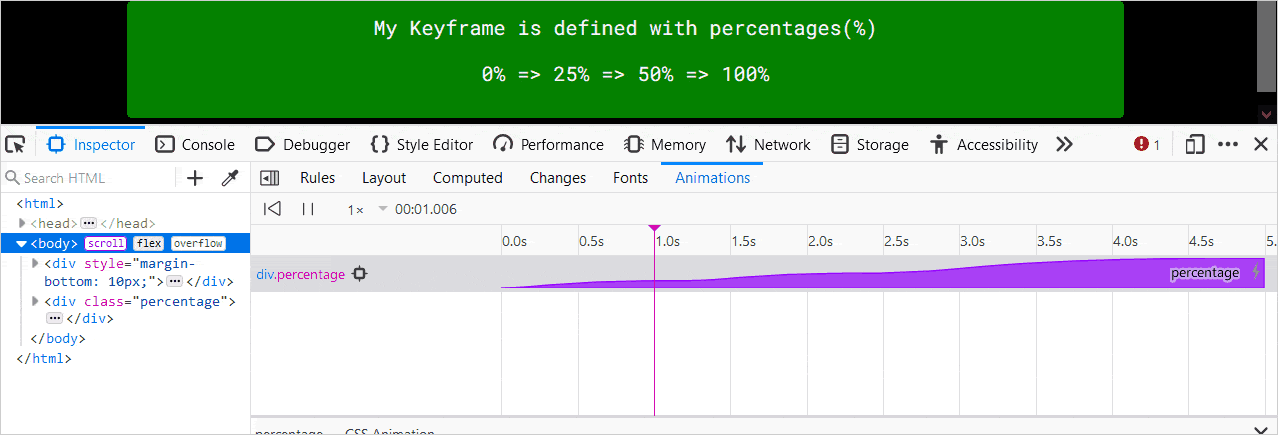 My Keyframe is defined with percentages(%)
0% => 25% => 50% => 100%
Inspector Console Debugger Style Editor Performance Memory Network Storage Accessibility 1
Search HTML
Rules Layout Computed Changes Fonts Animations
1× 00:01.006
<html>
<head> </head>
<body> scroll flex overflow
<div style="margin-
bottom: 10px;"> </div>
<div class="percentage">
</div>
</body>
</html>
0.0s 0.5s 1.0s 1.5s 2.0s 2.5s 3.0s 3.5s 4.0s 4.5s 5.
div.percentage percentage
percentage CSS Animation